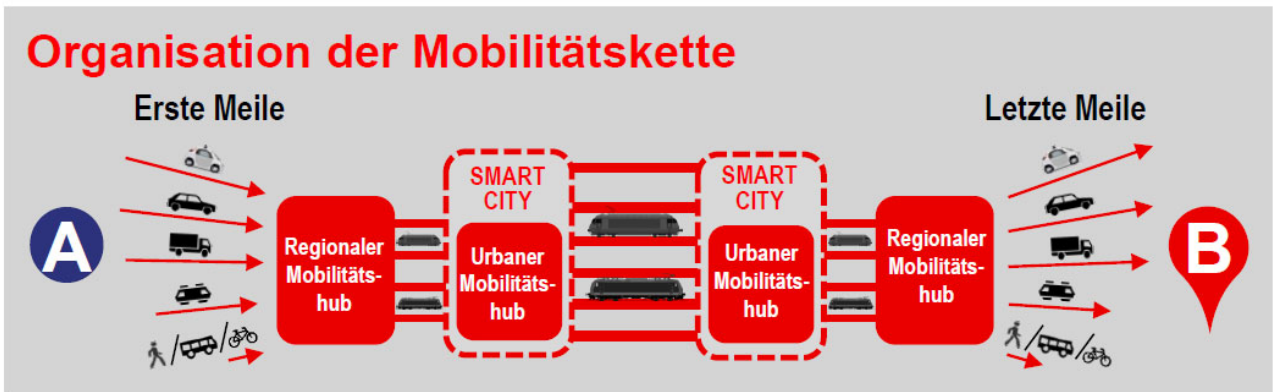 Organisation der Mobilitätskette
Erste Meile
Letzte Meile
A
Regionaler
Mobilitäts-
hub
SMART
CITY
Urbaner
Mobilitäts-
hub
SMART
CITY
Urbaner
Mobilitäts-
hub
Regionaler
Mobilitäts-
hub
B